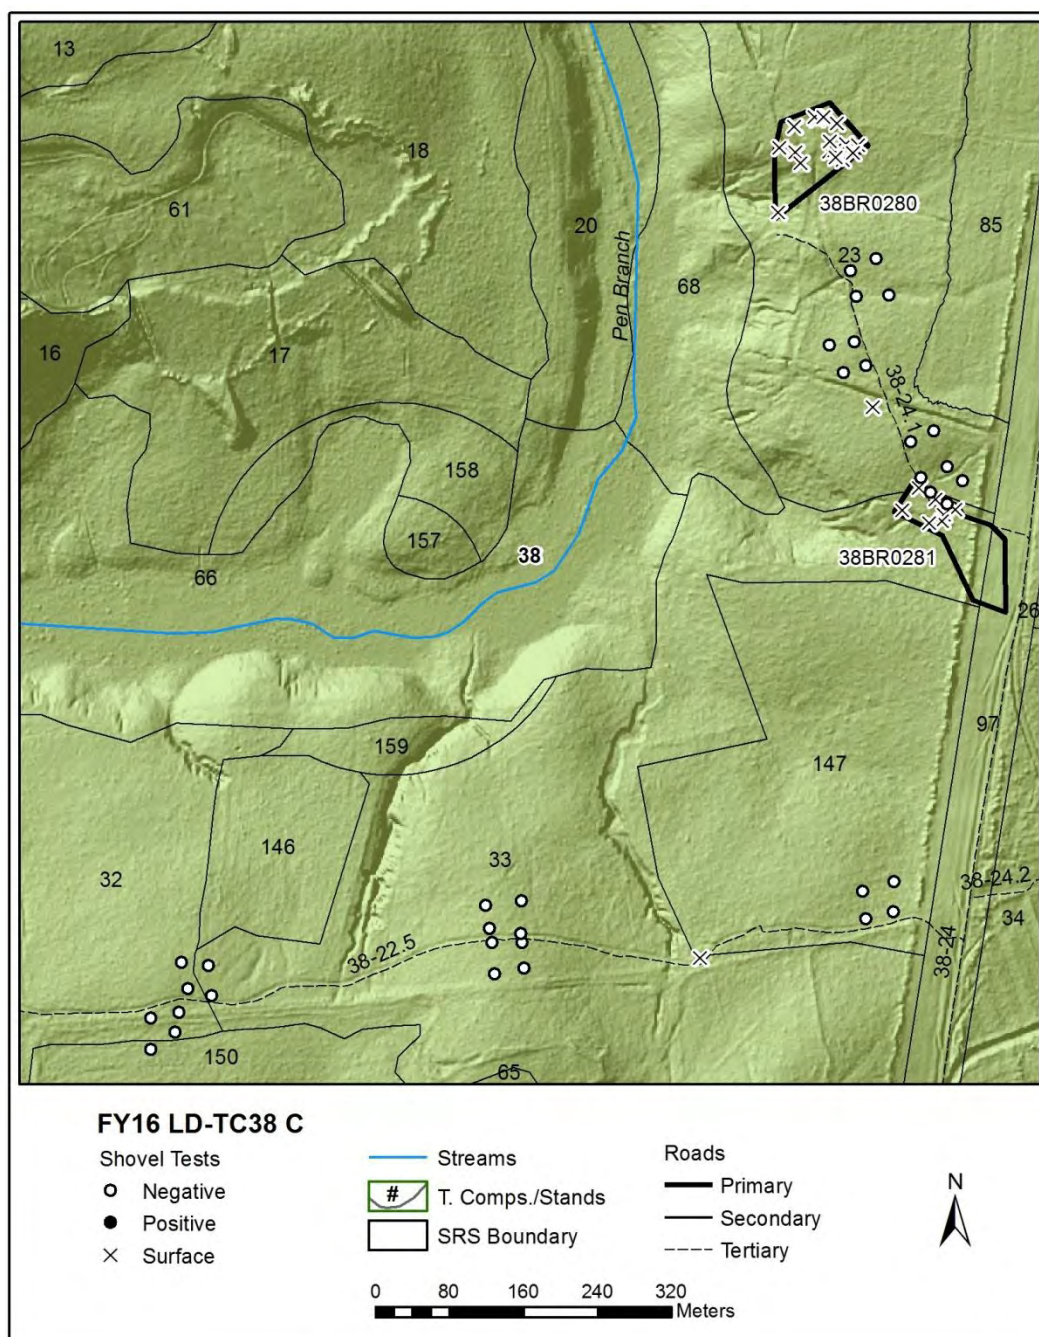 13
18
61
20
Pen Branch
38BR0280
85
23
68
16
17
38-24.1
158
157
38
66
38BR0281
26
97
159
147
146
33
32
38-24.2
34
38-24
38-22.5
150
65
FY16 LD-TC38 C
Shovel Tests
Negative
Positive
Surface
Streams
#
T. Comps./Stands
SRS Boundary
Roads
Primary
Secondary
Tertiary
N
0 80 160 240 320
Meters